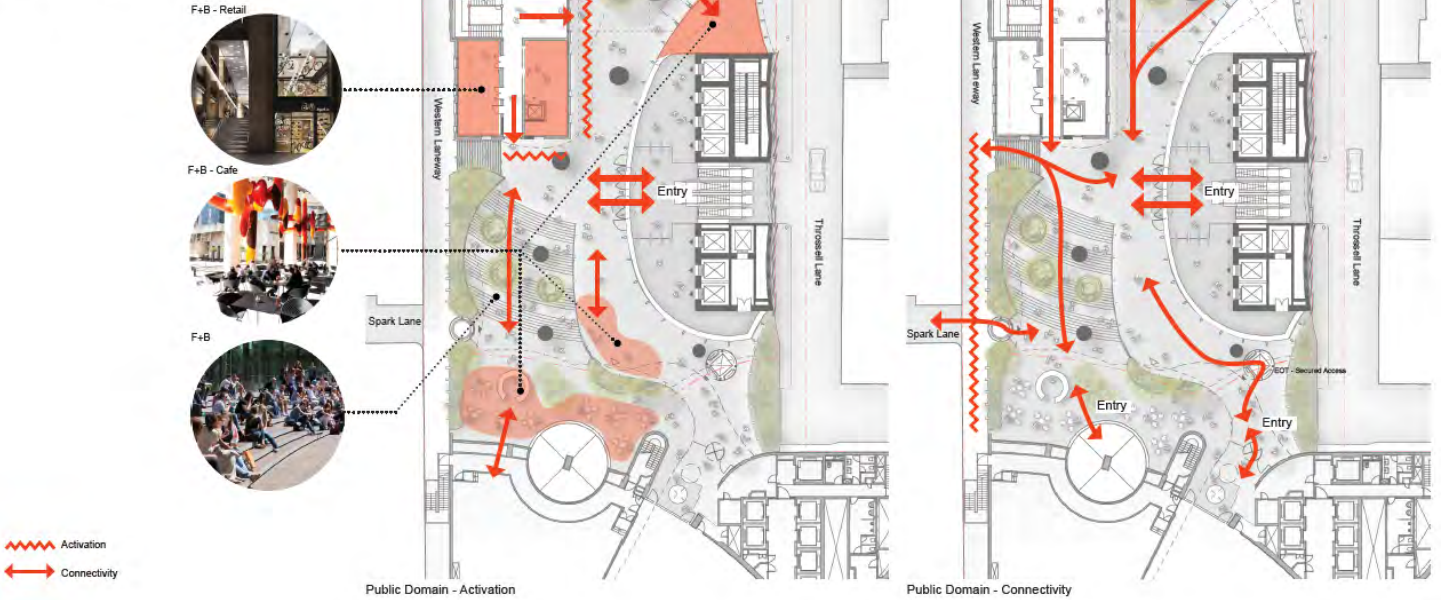 F+B - Retail
F+B - Cafe
F+B
Activation
Connectivity
Western Laneway
Spark Lane
Entry
Throssell Lane
Public Domain - Activation
Western Laneway
Spark Lane
Entry
Throssell Lane
EOT - Secured Access
Entry
Entry
Public Domain - Connectivity